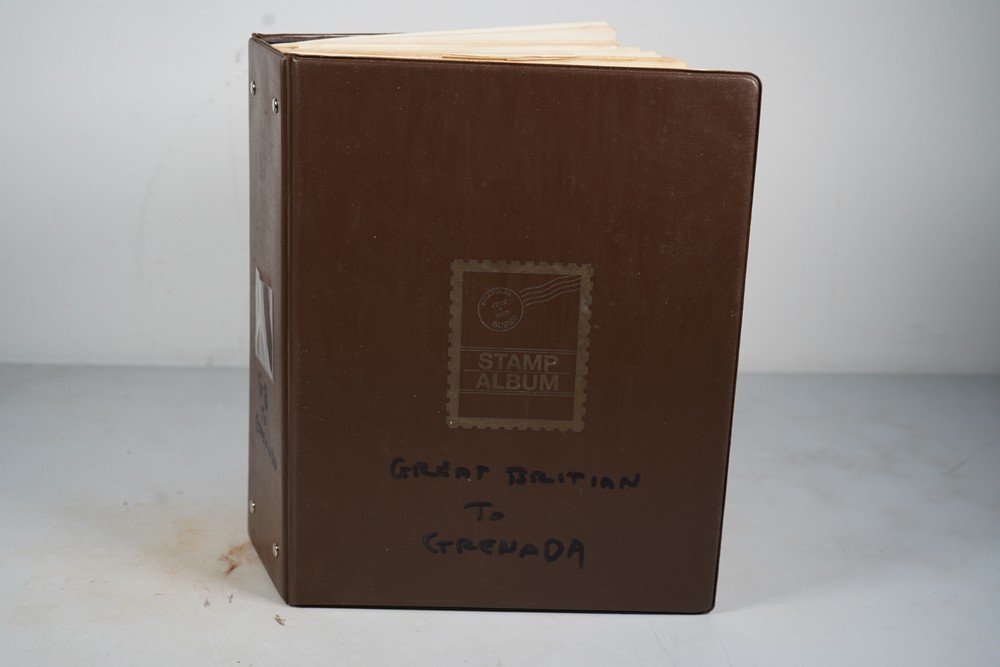 STAMP
ALBUM
GREAT BRITIAN
To
GRENADA